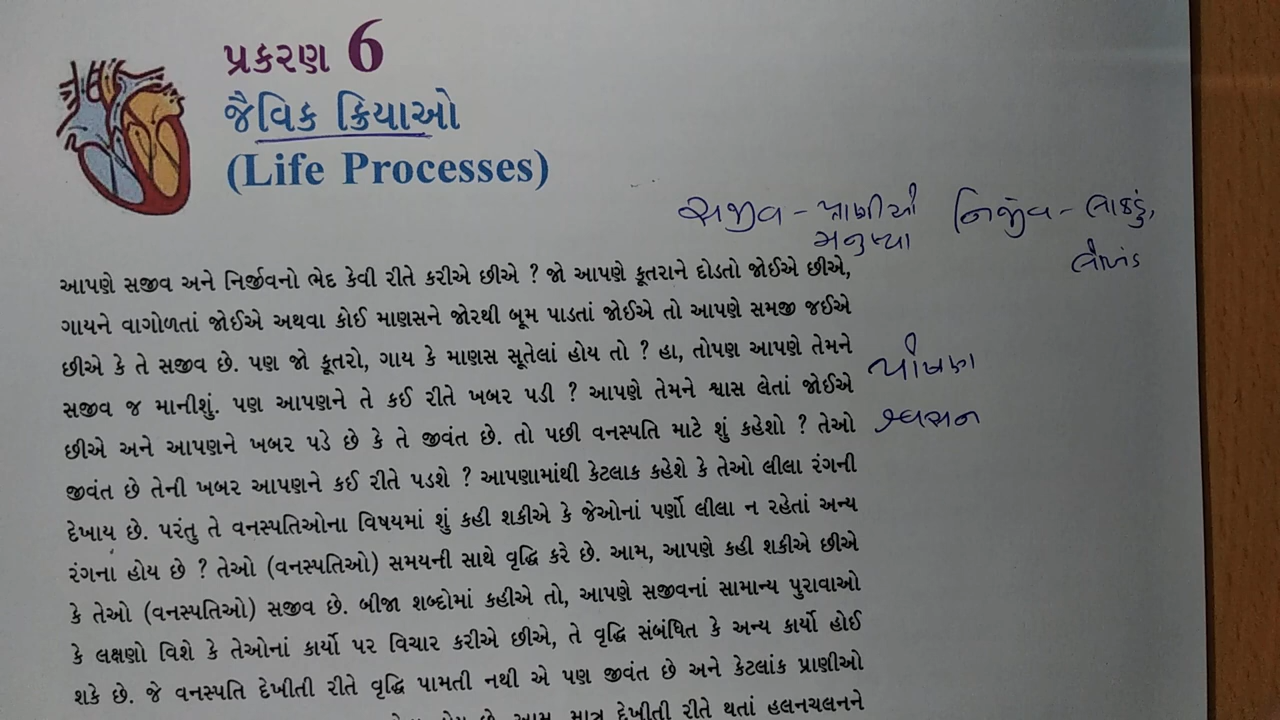 પ્રકરણ 6
જૈવિક ક્રિયાઓ
(Life Processes)
સજીવ - પ્રાણીઓ નિર્જીવ - લાકડું,
મનુષ્યો લોખંડ
આપણે સજીવ અને નિર્જીવનો ભેદ કેવી રીતે કરીએ છીએ ? જો આપણે કૂતરાને દોડતો જોઈએ છીએ,
ગાયને વાગોળતાં જોઈએ અથવા કોઈ માણસને જોરથી બૂમ પાડતાં જોઈએ તો આપણે સમજી જઈએ
છીએ કે તે સજીવ છે. પણ જો કૂતરો, ગાય કે માણસ સૂતેલાં હોય તો ? હા, તોપણ આપણે તેમને
પોષણ
સજીવ જ માનીશું. પણ આપણને તે કઈ રીતે ખબર પડી ? આપણે તેમને શ્વાસ લેતાં જોઈએ
શ્વસન
છીએ અને આપણને ખબર પડે છે કે તે જીવંત છે. તો પછી વનસ્પતિ માટે શું કહેશો ? તેઓ
જીવંત છે તેની ખબર આપણને કઈ રીતે પડશે ? આપણામાંથી કેટલાક કહેશે કે તેઓ લીલા રંગની
દેખાય છે. પરંતુ તે વનસ્પતિઓના વિષયમાં શું કહી શકીએ કે જેઓનાં પર્ણો લીલા ન રહેતાં અન્ય
રંગનાં હોય છે ? તેઓ (વનસ્પતિઓ) સમયની સાથે વૃદ્ધિ કરે છે. આમ, આપણે કહી શકીએ છીએ
કે તેઓ (વનસ્પતિઓ) સજીવ છે. બીજા શબ્દોમાં કહીએ તો, આપણે સજીવનાં સામાન્ય પુરાવાઓ
કે લક્ષણો વિશે કે તેઓનાં કાર્યો પર વિચાર કરીએ છીએ, તે વૃદ્ધિ સંબંધિત કે અન્ય કાર્યો હોઈ
શકે છે. જે વનસ્પતિ દેખીતી રીતે વૃદ્ધિ પામતી નથી એ પણ જીવંત છે અને કેટલાંક પ્રાણીઓ
છે. આમ, માત્ર દેખીતી રીતે થતાં હલનચલનને